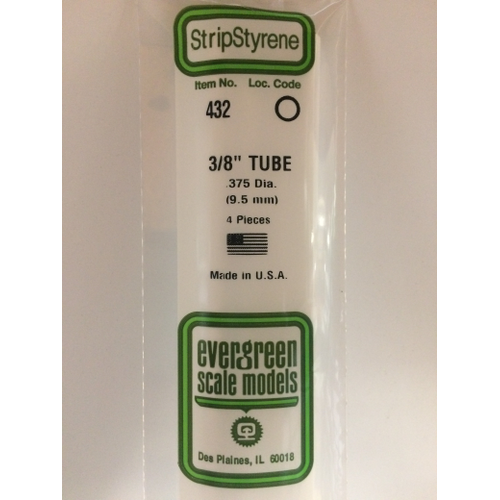 StripStyrene
Item No. Loc. Code
432 O
3/8" TUBE
.375 Dia.
(9.5 mm)
4 Pieces
Made in U.S.A.
evergreen
scale models
Des Plaines, IL 60018